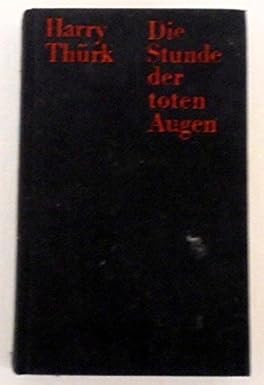 Harry
Thürk
Die
Stunde
der
toten
Augen